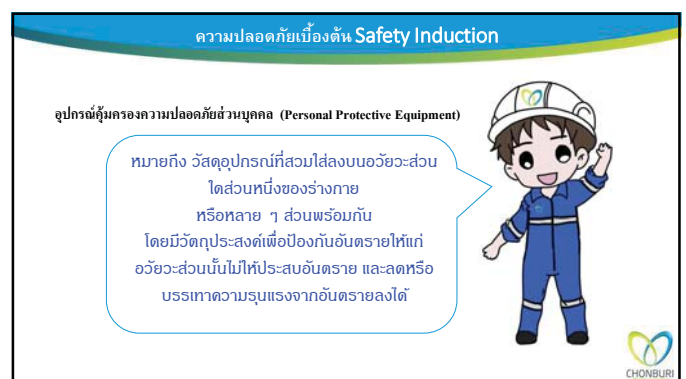 ความปลอดภัยเบื้องต้น Safety Induction
อุปกรณ์คุ้มครองความปลอดภัยส่วนบุคคล (Personal Protective Equipment)
หมายถึง วัสดุอุปกรณ์ที่สวมใส่ลงบนอวัยวะส่วน
ใดส่วนหนึ่งของร่างกาย
หรือหลาย ๆ ส่วนพร้อมกัน
โดยมีวัตถุประสงค์เพื่อป้องกันอันตรายให้แก่
อวัยวะส่วนนั้นไม่ให้ประสบอันตราย และลดหรือ
บรรเทาความรุนแรงจากอันตรายลงได้
CHONBURI